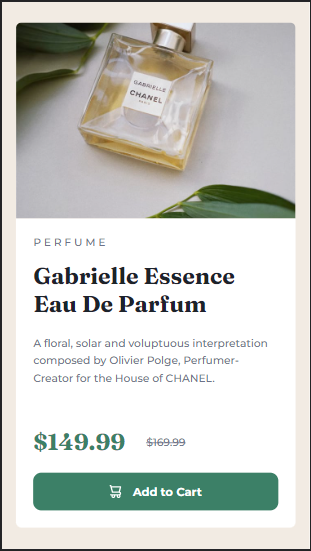 GABRIELLE
CHANEL
PARIS
PERFUME
Gabrielle Essence
Eau De Parfum
A floral, solar and voluptuous interpretation
composed by Olivier Polge, Perfumer-
Creator for the House of CHANEL.
$149.99 $169.99
Add to Cart